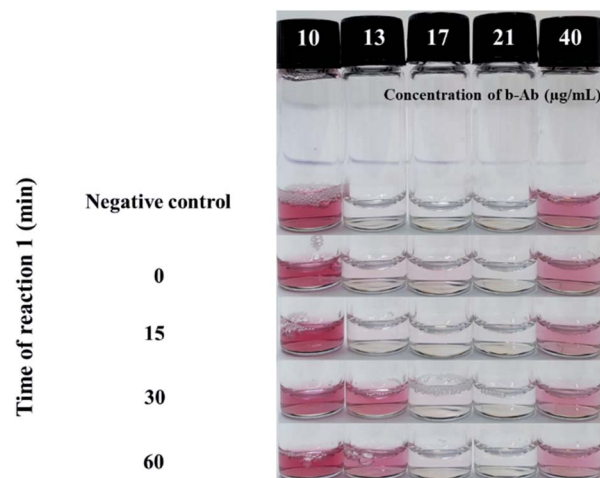 10 13 17 21 40
Concentration of b-Ab (µg/mL)
Time of reaction 1 (min)
Negative control
0
15
30
60